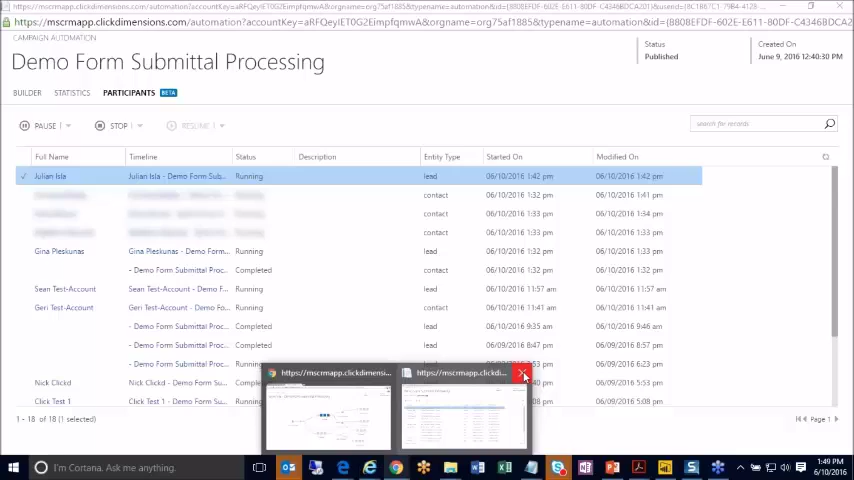 https://mscrmapp.clickdimensions.com/automation?accountKey=
https://mscrmapp.clickdimensions.com/automation?accountKey=
CAMPAIGN AUTOMATION
Demo Form Submittal Processing
Status
Published
Created On
June 9, 2016 12:40:30 PM
BUILDER STATISTICS PARTICIPANTS BETA
PAUSE STOP RESUME
search for records
Full Name Timeline Status Description Entity Type Started On Modified On
Julian Isla Julian Isla - Demo Form Sub... Running lead 06/10/2016 1:42 pm 06/10/2016 1:42 pm
contact 06/10/2016 1:32 pm 06/10/2016 1:41 pm
contact 06/10/2016 1:33 pm 06/10/2016 1:34 pm
contact 06/10/2016 1:32 pm 06/10/2016 1:33 pm
Gina Pleskunas Gina Pleskunas - Demo Form... Running lead 06/10/2016 1:32 pm 06/10/2016 1:33 pm
- Demo Form Submittal Proc... Completed contact 06/10/2016 1:32 pm 06/10/2016 1:33 pm
Sean Test-Account Sean Test-Account - Demo F... Running lead 06/10/2016 11:57 am 06/10/2016 11:57 am
Geri Test-Account Geri Test-Account - Demo F... Running contact 06/10/2016 11:41 am 06/10/2016 11:41 am
- Demo Form Submittal Proc... Completed lead 06/10/2016 9:35 am 06/10/2016 9:46 am
- Demo Form Submittal Proc... Completed lead 06/09/2016 8:47 pm 06/09/2016 8:57 pm
- Demo Form Submittal Proc... 06/09/2016 6:23 pm
Nick Clickd Nick Clickd - Demo Form Su... Running 06/09/2016 5:53 pm
Click Test 1 Click Test 1 - Demo Form S... Running 06/09/2016 5:08 pm
https://mscrmapp.clickdimensi... https://mscrmapp.clickdi...
1 - 18 of 18 (1 selected)
Page 1
I'm Cortana. Ask me anything.
1:49 PM
6/10/2016